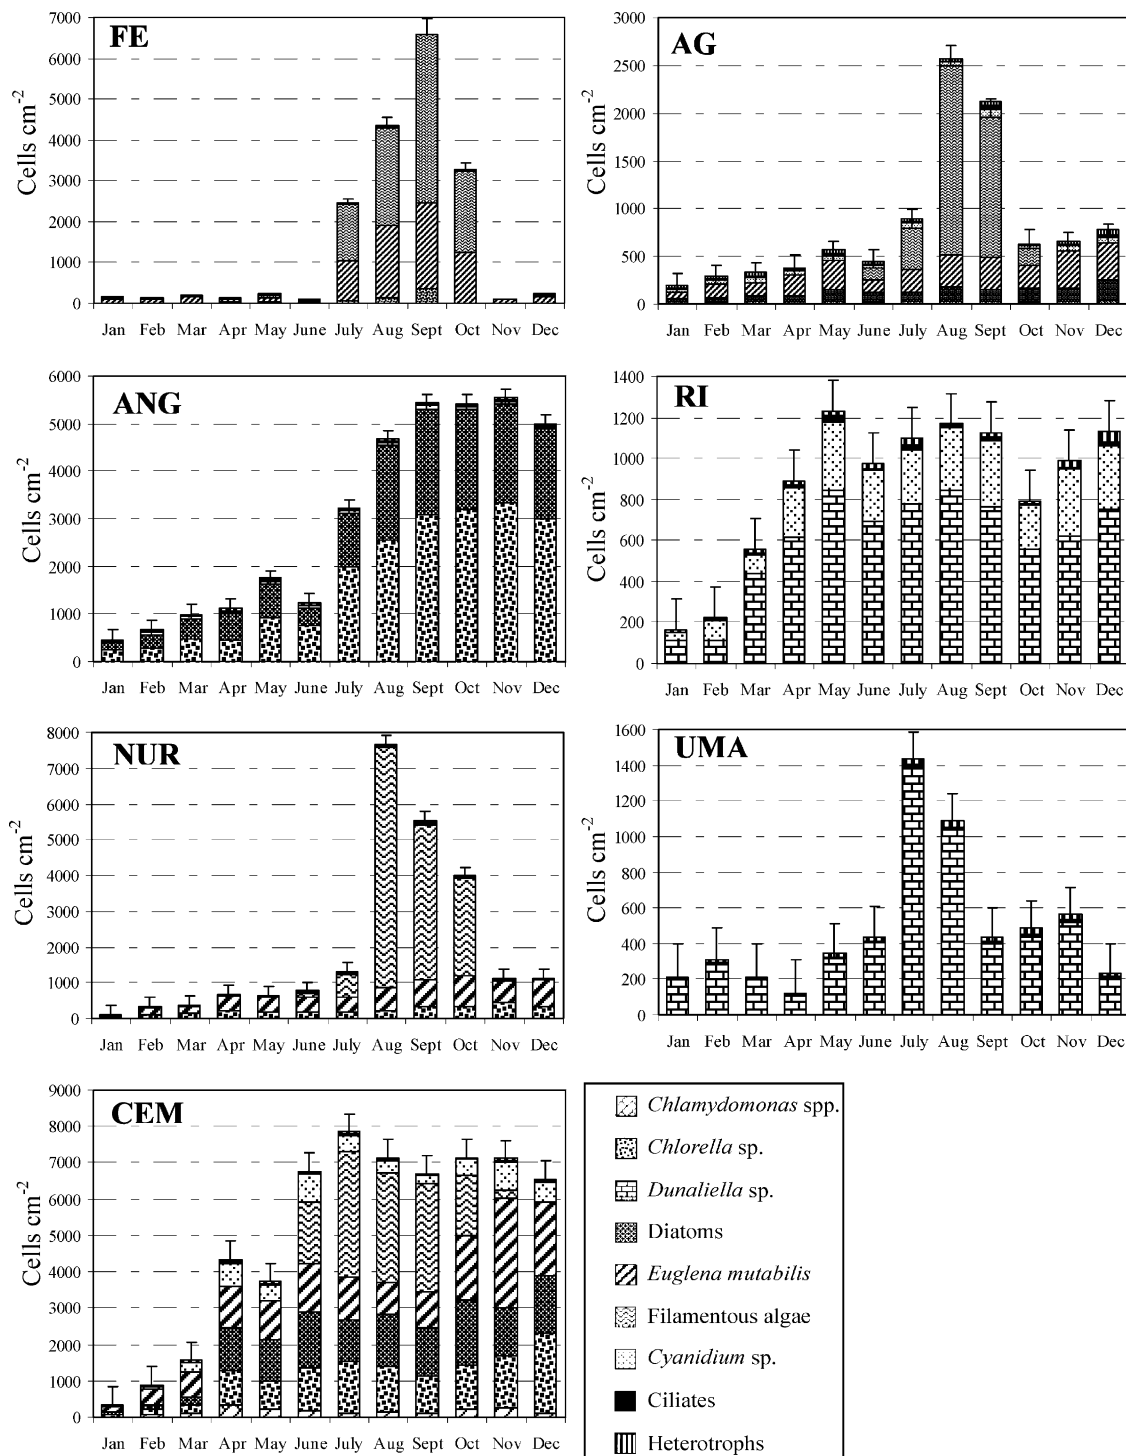 FE
7000
6000
5000
4000
3000
2000
1000
0
Cells cm-2
Jan Feb Mar Apr May June July Aug Sept Oct Nov Dec
AG
3000
2500
2000
1500
1000
500
0
Cells cm-2
Jan Feb Mar Apr May June July Aug Sept Oct Nov Dec
ANG
6000
5000
4000
3000
2000
1000
0
Cells cm-2
Jan Feb Mar Apr May June July Aug Sept Oct Nov Dec
RI
1400
1200
1000
800
600
400
200
0
Cells cm-2
Jan Feb Mar Apr May June July Aug Sept Oct Nov Dec
NUR
8000
7000
6000
5000
4000
3000
2000
1000
0
Cells cm-2
Jan Feb Mar Apr May June July Aug Sept Oct Nov Dec
UMA
1600
1400
1200
1000
800
600
400
200
0
Cells cm-2
Jan Feb Mar Apr May June July Aug Sept Oct Nov Dec
CEM
9000
8000
7000
6000
5000
4000
3000
2000
1000
0
Cells cm-2
Jan Feb Mar Apr May June July Aug Sept Oct Nov Dec
Chlamydomonas spp.
Chlorella sp.
Dunaliella sp.
Diatoms
Euglena mutabilis
Filamentous algae
Cyanidium sp.
Ciliates
Heterotrophs